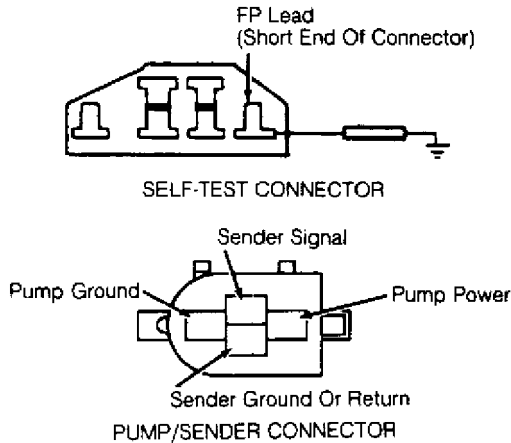 FP Lead
(Short End Of Connector)
SELF-TEST CONNECTOR
Sender Signal
Pump Ground
Pump Power
Sender Ground Or Return
PUMP/SENDER CONNECTOR